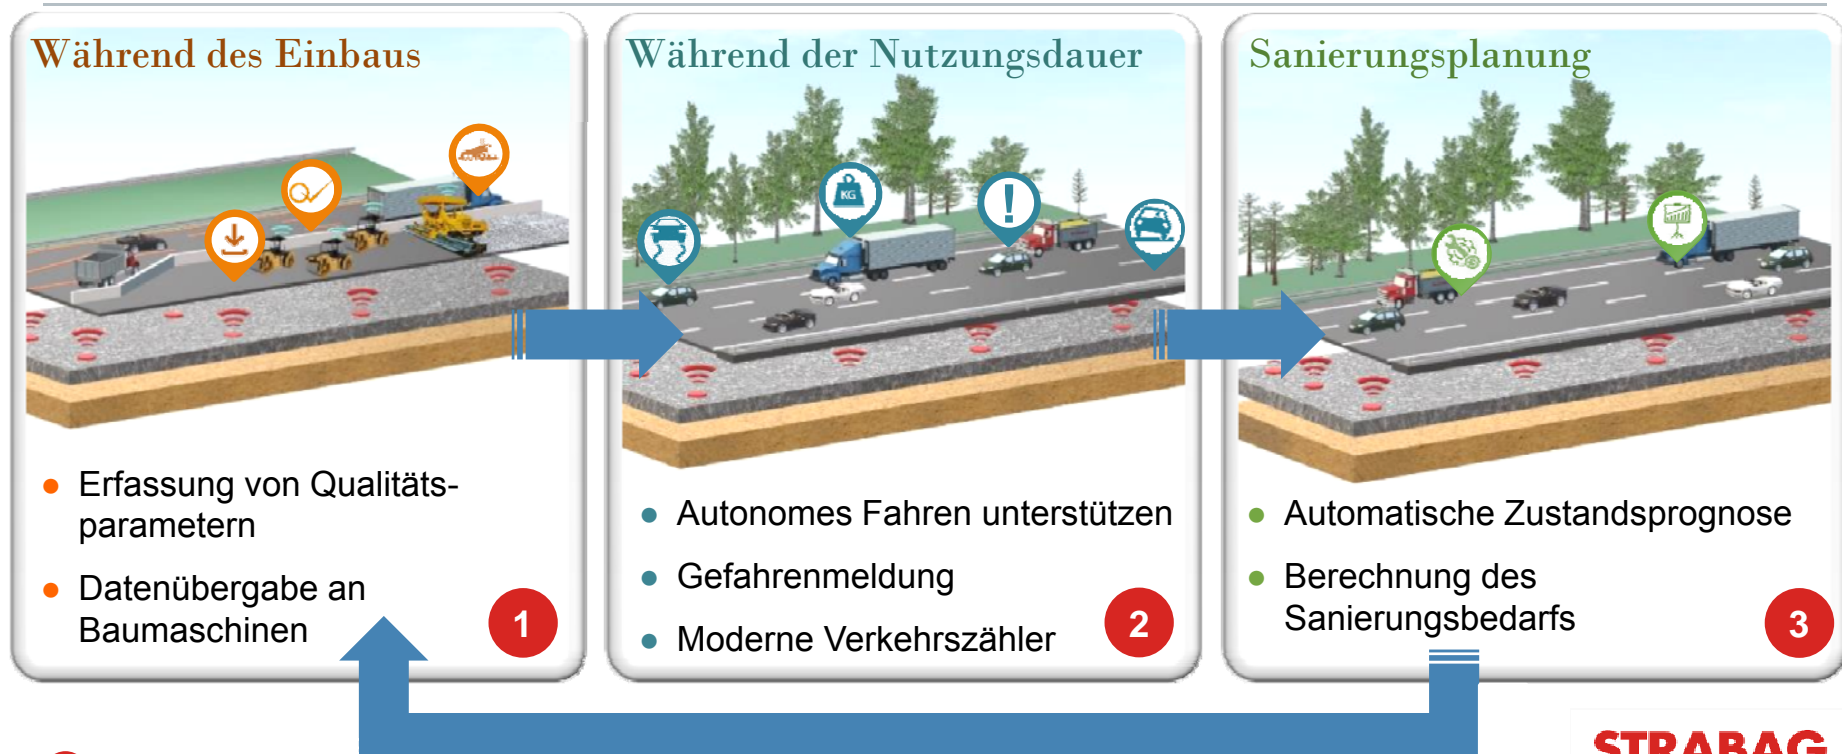 Während des Einbaus
Erfassung von Qualitäts-
parametern
Datenübergabe an
Baumaschinen
1
Während der Nutzungsdauer
KG
!
Autonomes Fahren unterstützen
Gefahrenmeldung
Moderne Verkehrszähler
2
Sanierungsplanung
Automatische Zustandsprognose
Berechnung des
Sanierungsbedarfs
3
STRABAG